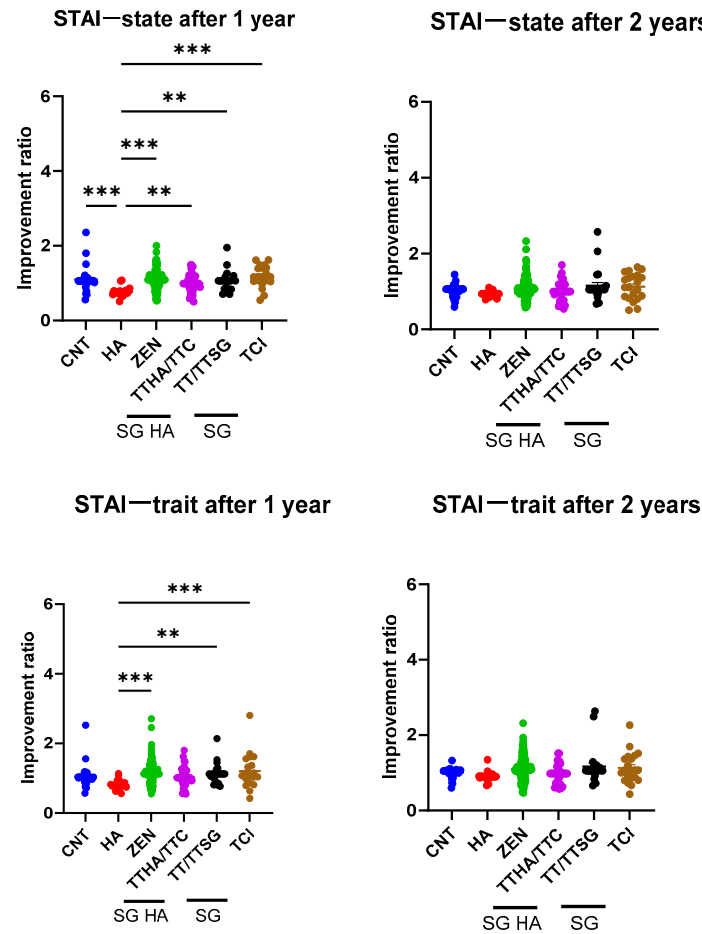 STAI—state after 1 year
***
**
***
***
**
Improvement ratio
6
4
2
0
CNT
HA
ZEN
TTHA/TTC
TT/TTSG
TCI
SG HA
SG
STAI—state after 2 years
Improvement ratio
6
4
2
0
CNT
HA
ZEN
TTHA/TTC
TT/TTSG
TCI
SG HA
SG
STAI—trait after 1 year
***
**
***
Improvement ratio
6
4
2
0
CNT
HA
ZEN
TTHA/TTC
TT/TTSG
TCI
SG HA
SG
STAI—trait after 2 years
Improvement ratio
6
4
2
0
CNT
HA
ZEN
TTHA/TTC
TT/TTSG
TCI
SG HA
SG